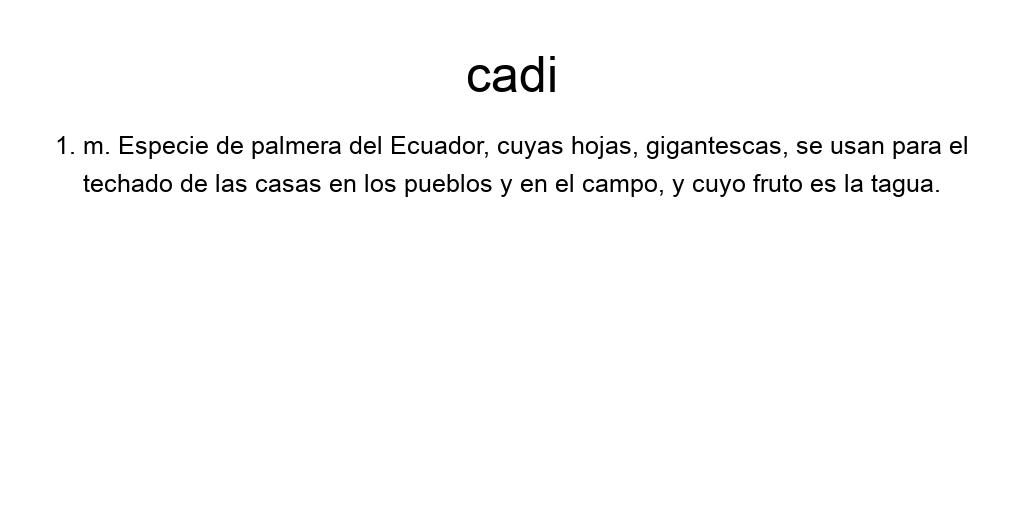 cadi
1. m. Especie de palmera del Ecuador, cuyas hojas, gigantescas, se usan para el
techado de las casas en los pueblos y en el campo, y cuyo fruto es la tagua.